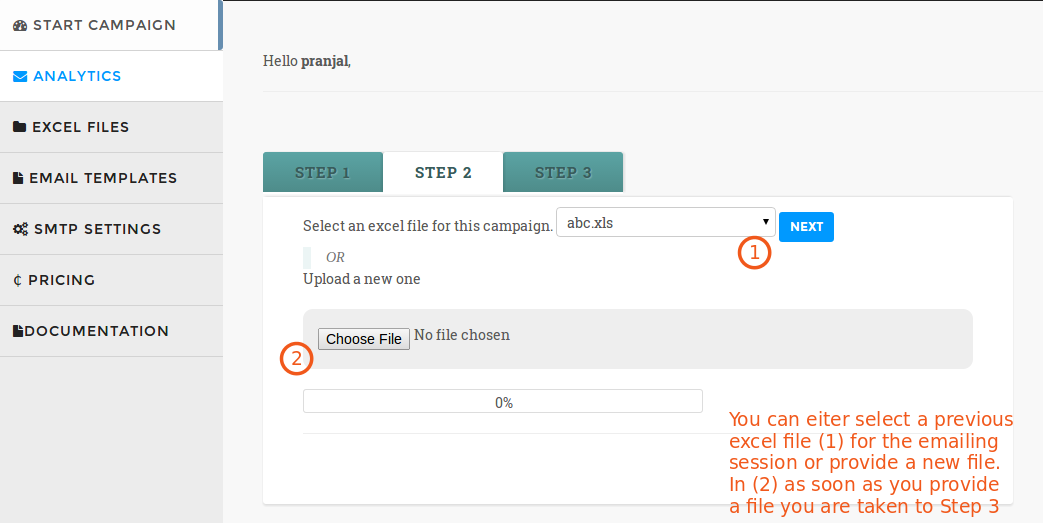 START CAMPAIGN
ANALYTICS
EXCEL FILES
EMAIL TEMPLATES
SMTP SETTINGS
₵ PRICING
DOCUMENTATION
Hello pranjal,
STEP 1 STEP 2 STEP 3
Select an excel file for this campaign. abc.xls NEXT
1
OR
Upload a new one
Choose File No file chosen
2
0%
You can eiter select a previous
excel file (1) for the emailing
session or provide a new file.
In (2) as soon as you provide
a file you are taken to Step 3